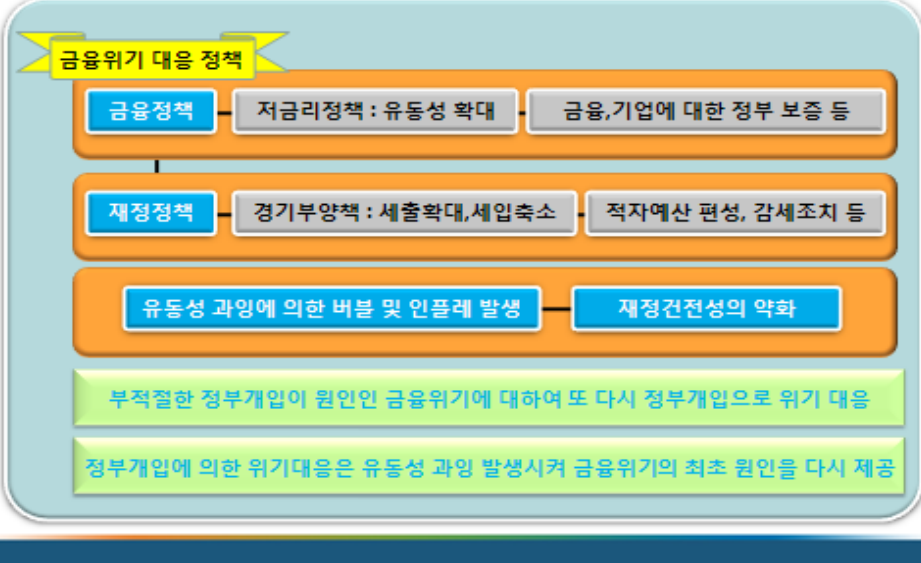 금융위기 대응 정책
금융정책 저금리정책 : 유동성 확대 금융,기업에 대한 정부 보증 등
재정정책 경기부양책 : 세출확대,세입축소 적자예산 편성, 감세조치 등
유동성 과잉에 의한 버블 및 인플레 발생 재정건전성의 약화
부적절한 정부개입이 원인인 금융위기에 대하여 또 다시 정부개입으로 위기 대응
정부개입에 의한 위기대응은 유동성 과잉 발생시켜 금융위기의 최초 원인을 다시 제공